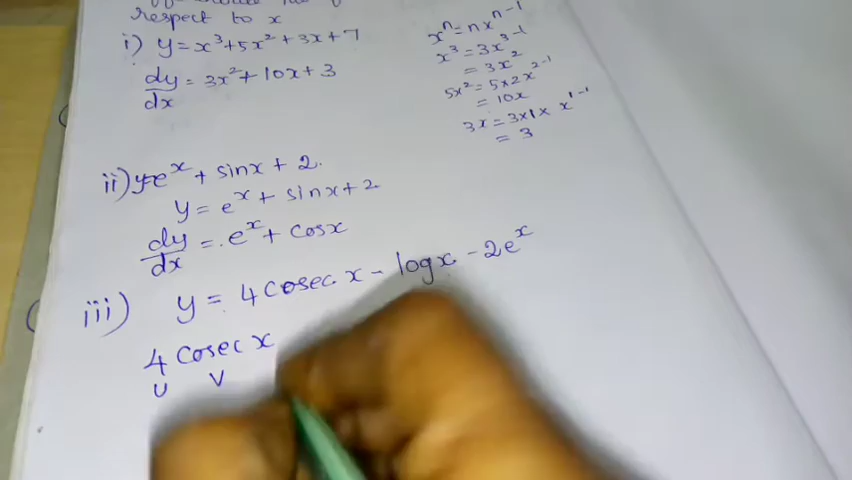 respect to x
i) y = x³ + 5x² + 3x + 7
dy/dx = 3x² + 10x + 3
xⁿ = nxⁿ⁻¹
x³ = 3x³⁻¹
= 3x²
5x² = 5×2x²⁻¹
= 10x
3x = 3×1× x¹⁻¹
= 3
ii) y=eˣ + sinx + 2.
y = eˣ + sinx + 2
dy/dx = eˣ + cosx
iii) y = 4cosec x - logx - 2eˣ
4 cosec x
U V